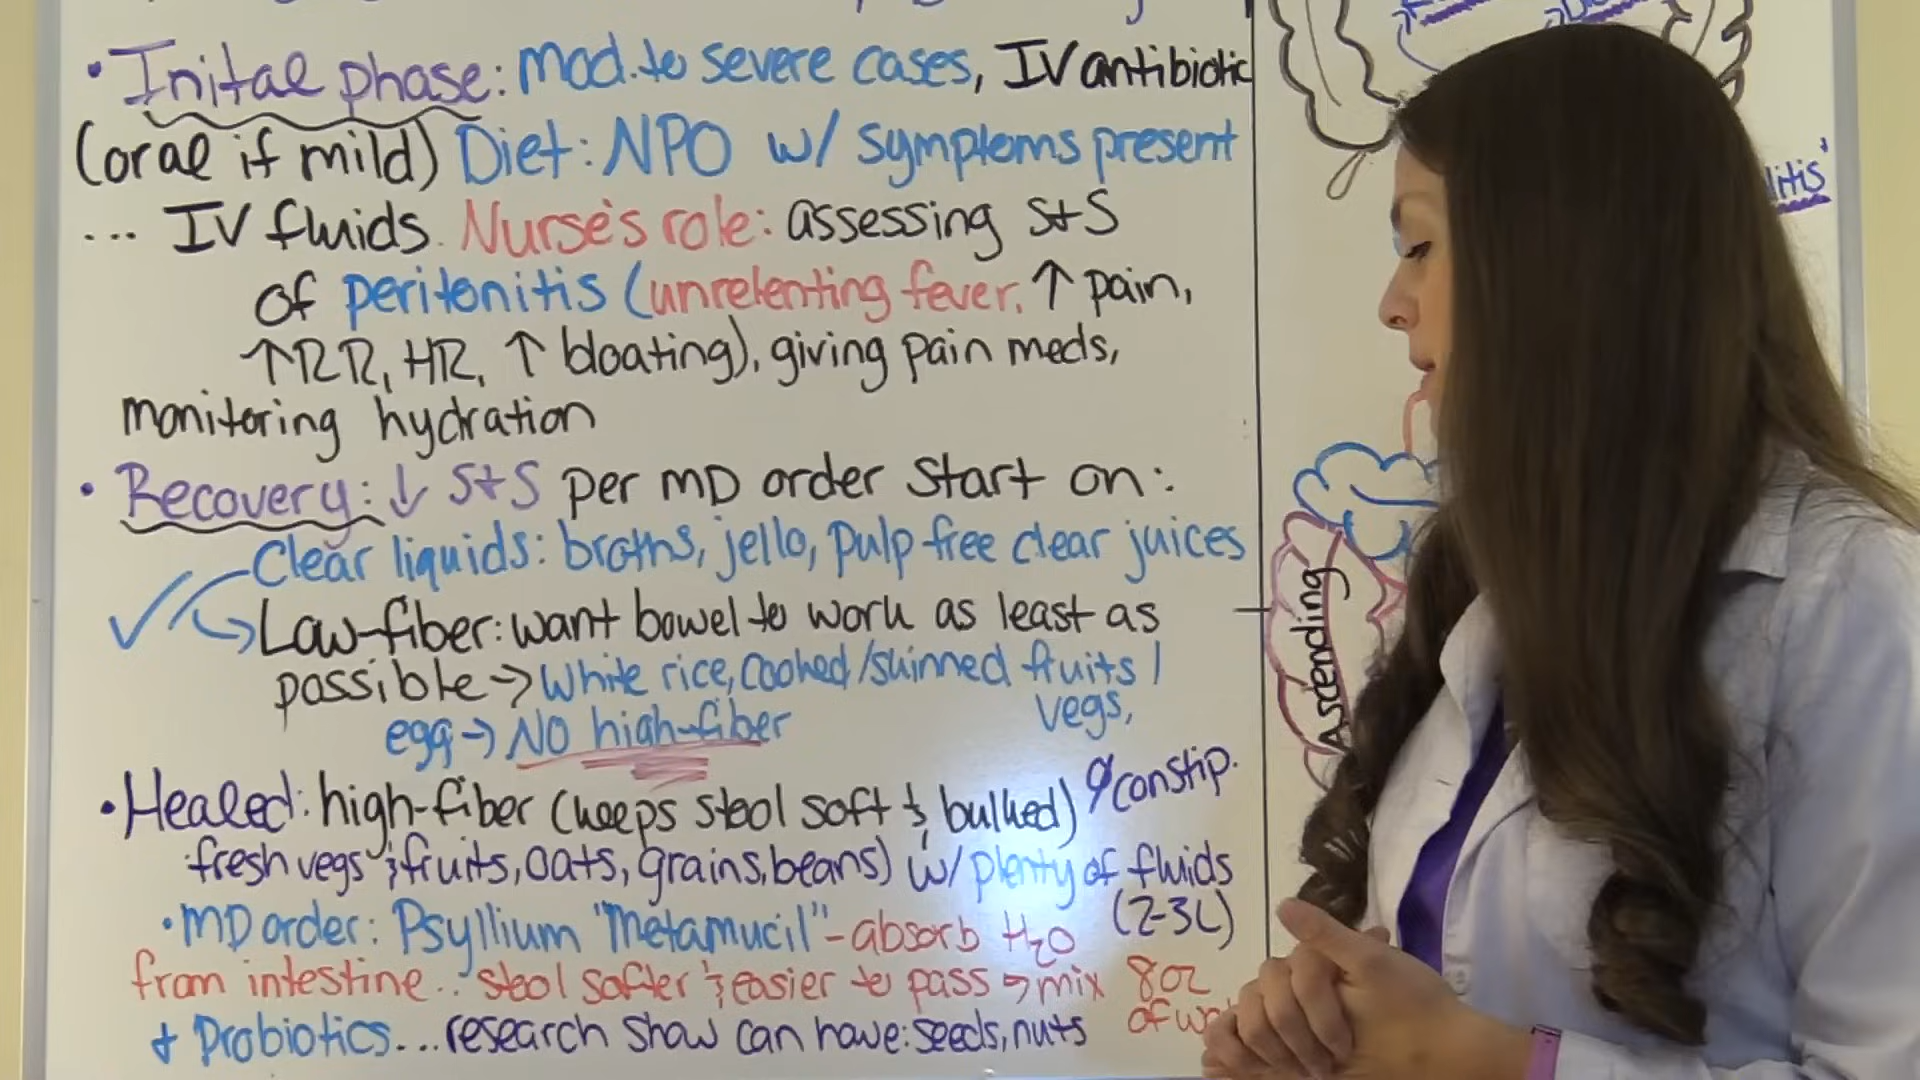 • Inital phase: mod. to severe cases, IV antibiotic
(oral if mild) Diet: NPO w/ symptoms present
... IV fluids. Nurse's role: assessing s+s
of peritonitis (unrelenting fever, ↑ pain,
↑RR, HR, ↑ bloating), giving pain meds,
monitoring hydration
• Recovery: ↓ s+s per MD order start on:
Clear liquids: broths, jello, pulp-free clear juices
✓ Low-fiber: want bowel to work as least as
possible → white rice, cooked/skinned fruits/
vegs,
egg → NO high-fiber
• Healed: high-fiber (keeps stool soft & bulked) Ø constip.
fresh vegs & fruits, oats, grains, beans) w/ plenty of fluids
(2-3L)
• MD order: Psyllium "Metamucil" - absorb H2O
from intestine.. stool softer & easier to pass → mix 8oz
of
+ Probiotics... research show can have: seeds, nuts
litis
Ascending